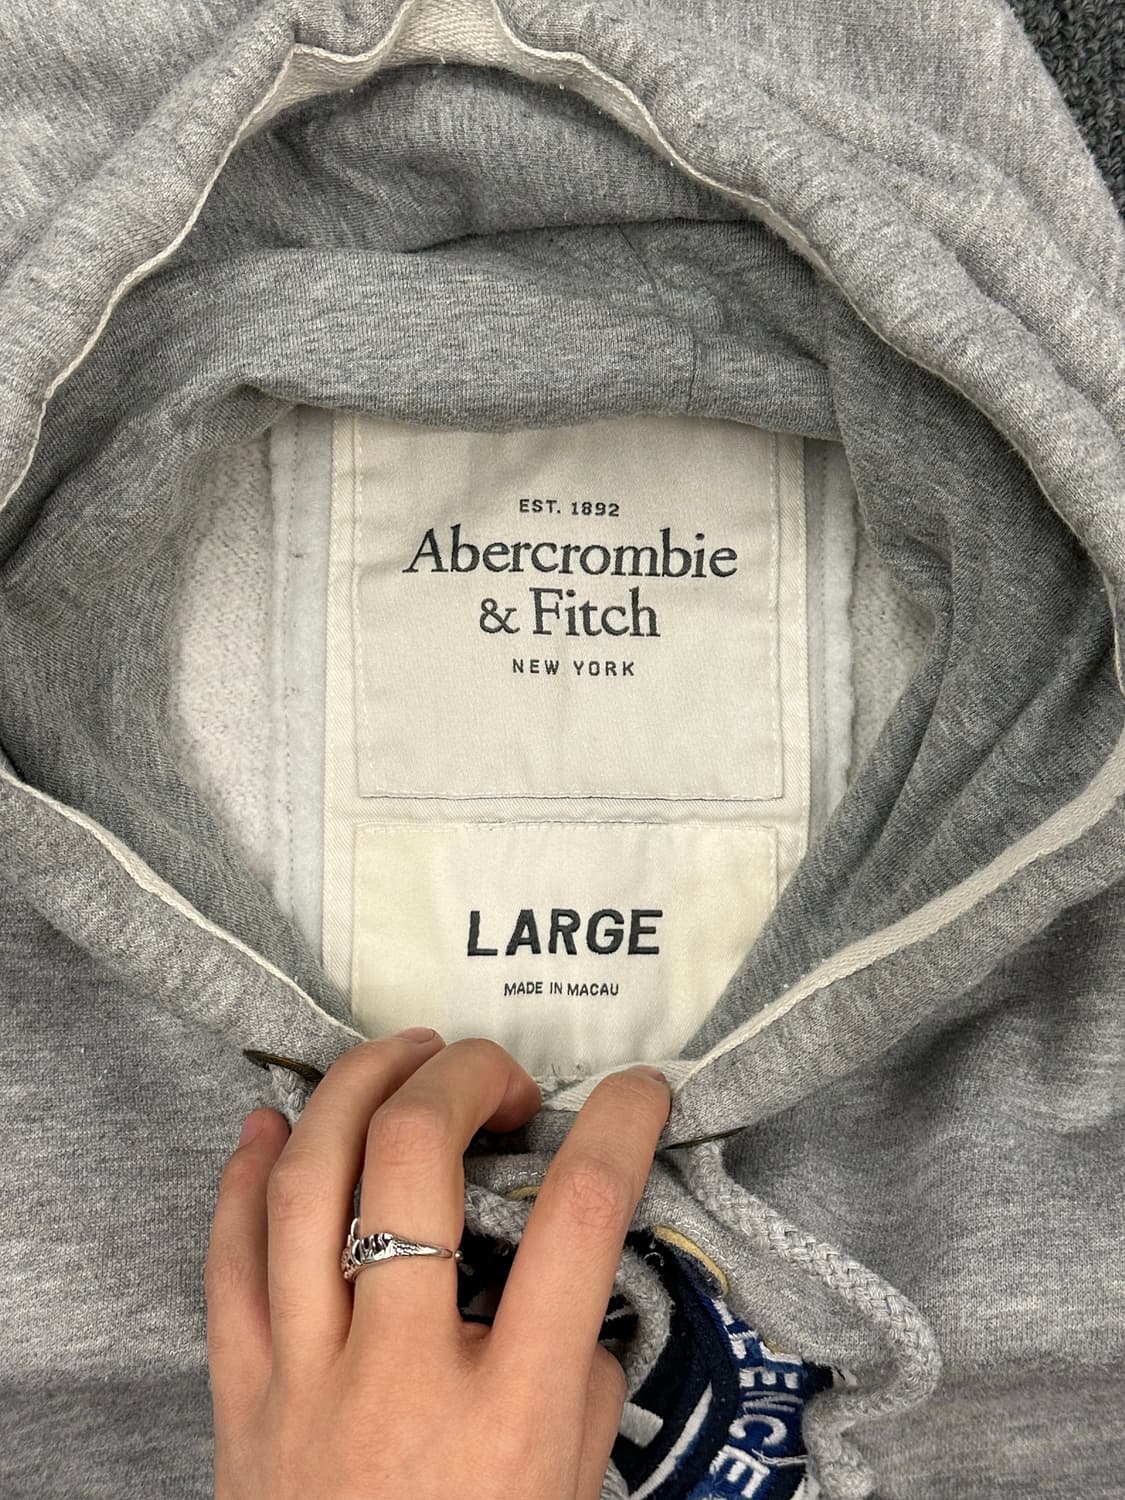 EST. 1892
Abercrombie
& Fitch
NEW YORK
LARGE
MADE IN MACAU